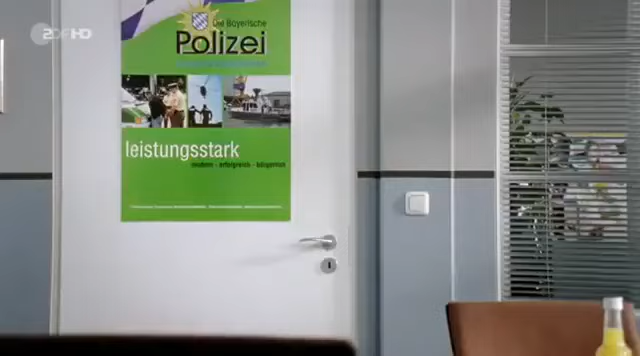 ZDF HD
Die Bayerische
Polizei
leistungsstark
modern - erfolgreich - bürgernah